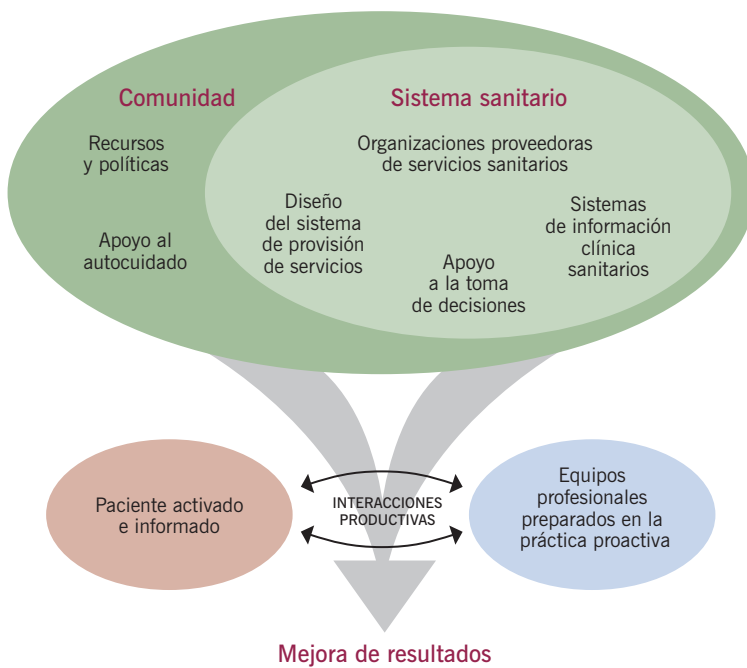 Comunidad
Sistema sanitario
Recursos
y políticas
Organizaciones proveedoras
de servicios sanitarios
Apoyo al
autocuidado
Diseño
del sistema
de provisión
de servicios
Apoyo
a la toma
de decisiones
Sistemas
de información
clínica
sanitarios
Paciente activado
e informado
INTERACCIONES
PRODUCTIVAS
Equipos
profesionales
preparados en la
práctica proactiva
Mejora de resultados